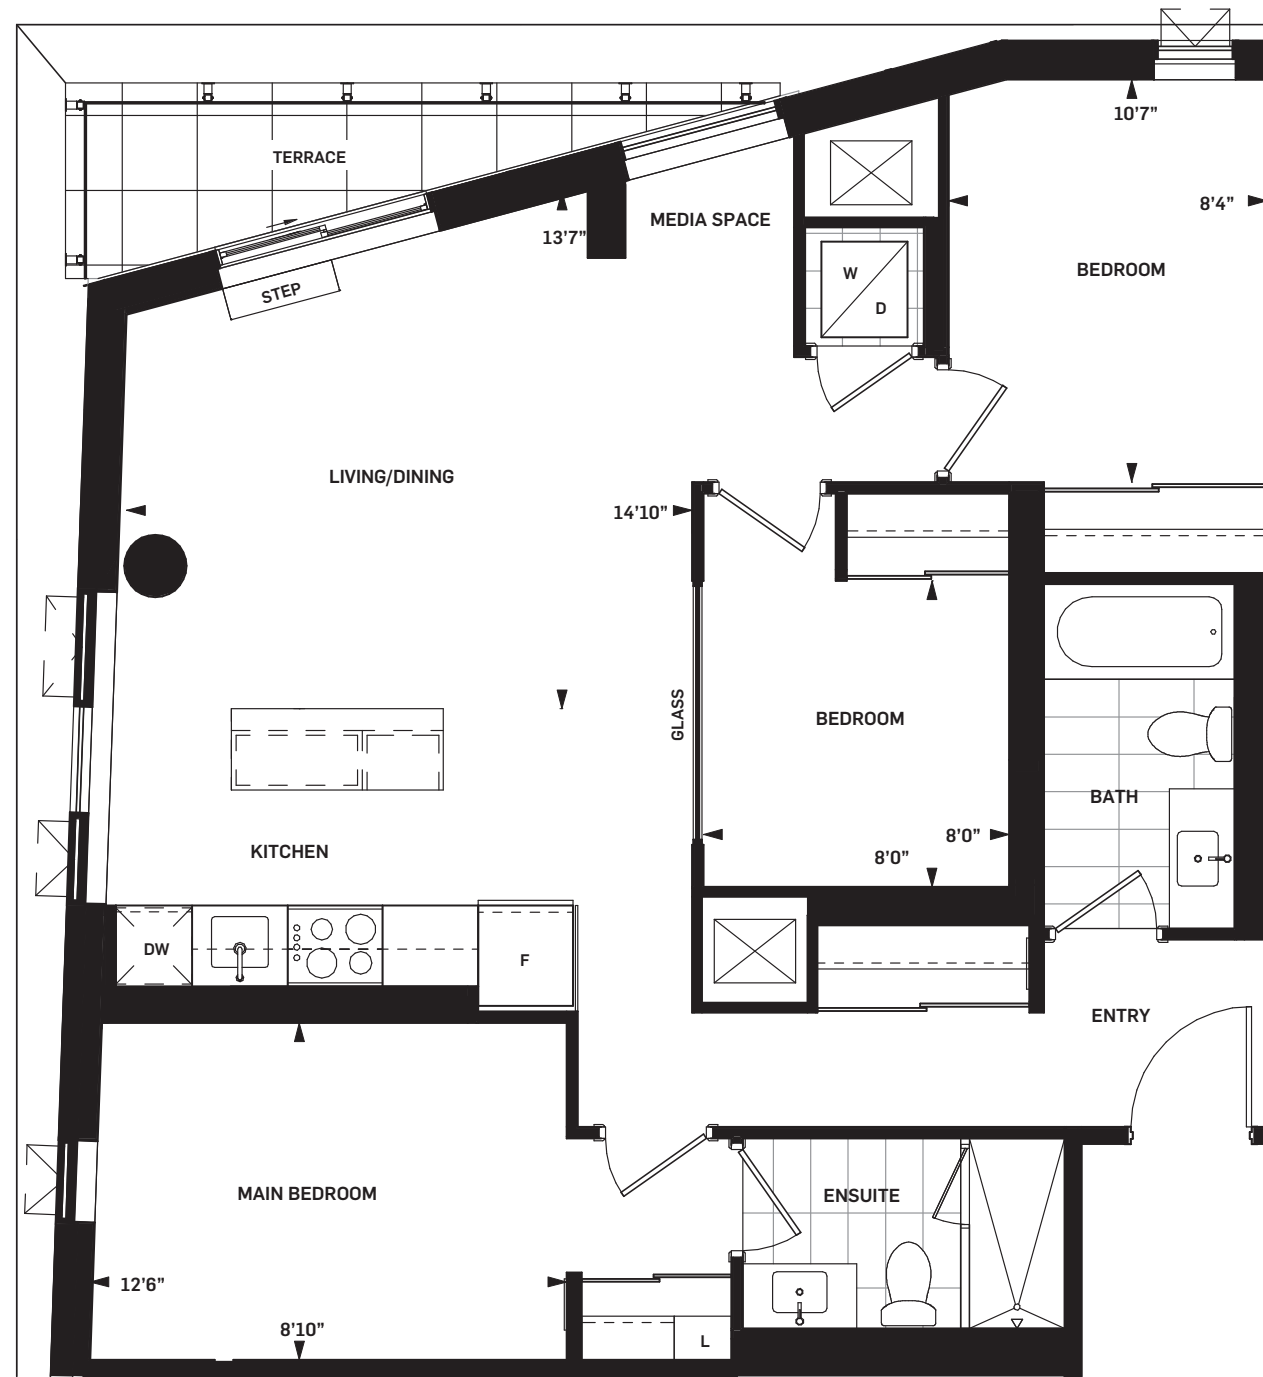 10'7”
TERRACE
8'4”
MEDIA SPACE
13'7”
BEDROOM
W
STEP
D
LIVING/DINING
14'10”
GLASS
BEDROOM
BATH
8'0”
KITCHEN
8'0”
DW
F
ENTRY
MAIN BEDROOM
ENSUITE
12'6”
8'10”
L